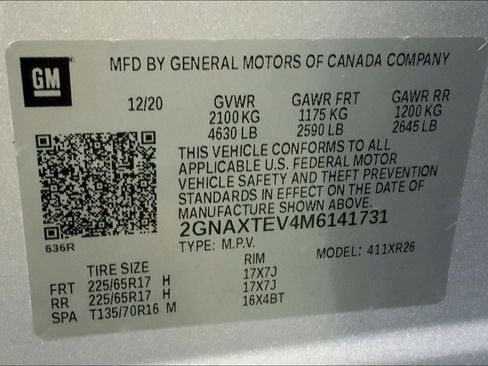 GM
MFD BY GENERAL MOTORS OF CANADA COMPANY
12/20 GVWR GAWR FRT GAWR RR
2100 KG 1175 KG 1200 KG
4630 LB 2590 LB 2645 LB
THIS VEHICLE CONFORMS TO ALL
APPLICABLE U.S. FEDERAL MOTOR
VEHICLE SAFETY AND THEFT PREVENTION
STANDARDS IN EFFECT ON THE DATE OF
MANUFACTURE SHOWN ABOVE.
2GNAXTEV4M6141731
636R TYPE: M.P.V. MODEL: 411XR26
TIRE SIZE RIM
FRT 225/65R17 H 17X7J
RR 225/65R17 H 17X7J
SPA T135/70R16 M 16X4BT